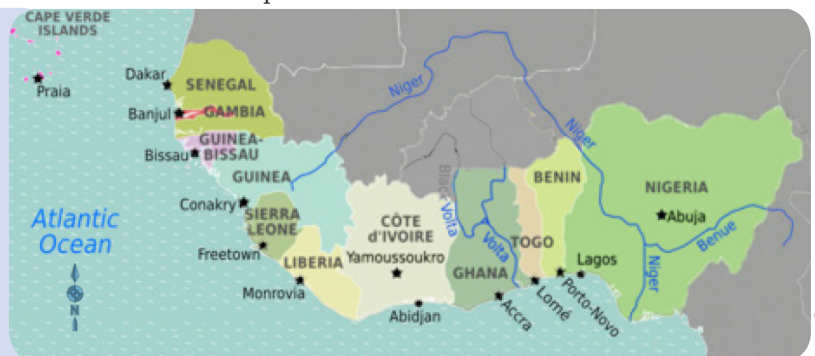 CAPE VERDE
ISLANDS
Praia
Dakar
SENEGAL
Banjul
GAMBIA
GUINEA-
BISSAU
Bissau
GUINEA
Conakry
SIERRA
LEONE
Freetown
LIBERIA
Monrovia
CÔTE
d'IVOIRE
Yamoussoukro
Abidjan
Niger
Black Volta
Volta
GHANA
Accra
TOGO
Lomé
BENIN
Porto-Novo
Niger
NIGERIA
Abuja
Lagos
Benue
Niger
Atlantic
Ocean
N